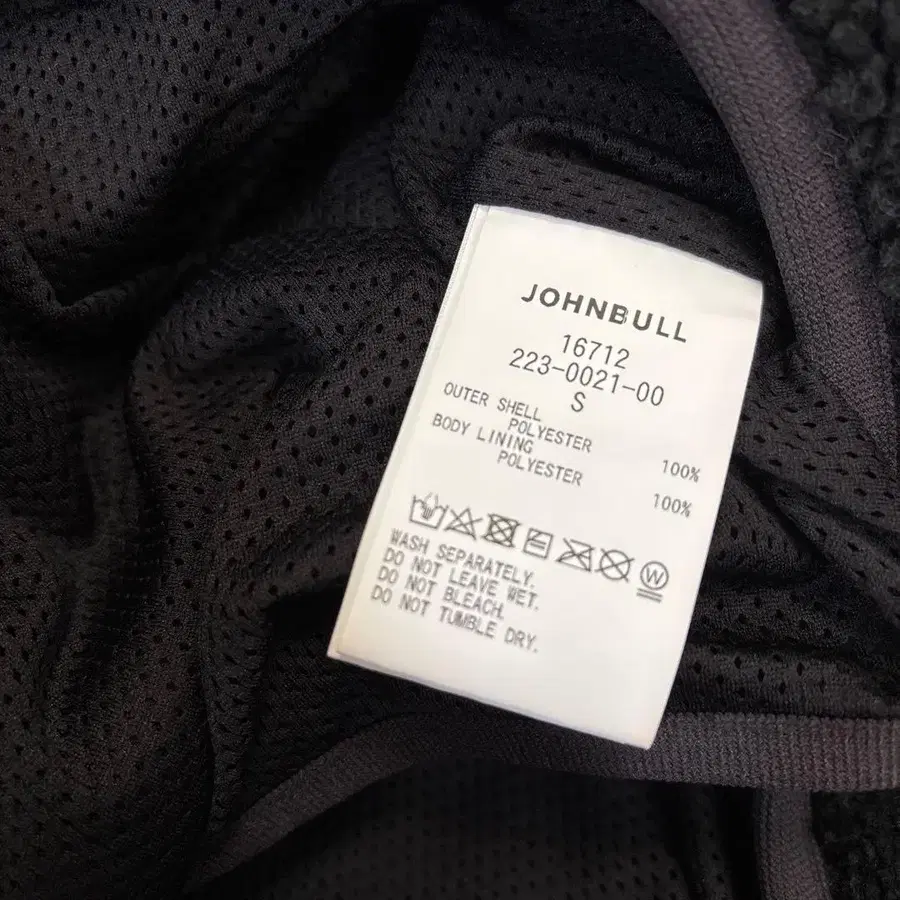 JOHNBULL
16712
223-0021-00
S
OUTER SHELL
POLYESTER 100%
BODY LINING
POLYESTER 100%
W
WASH SEPARATELY.
DO NOT LEAVE WET.
DO NOT BLEACH.
DO NOT TUMBLE DRY.